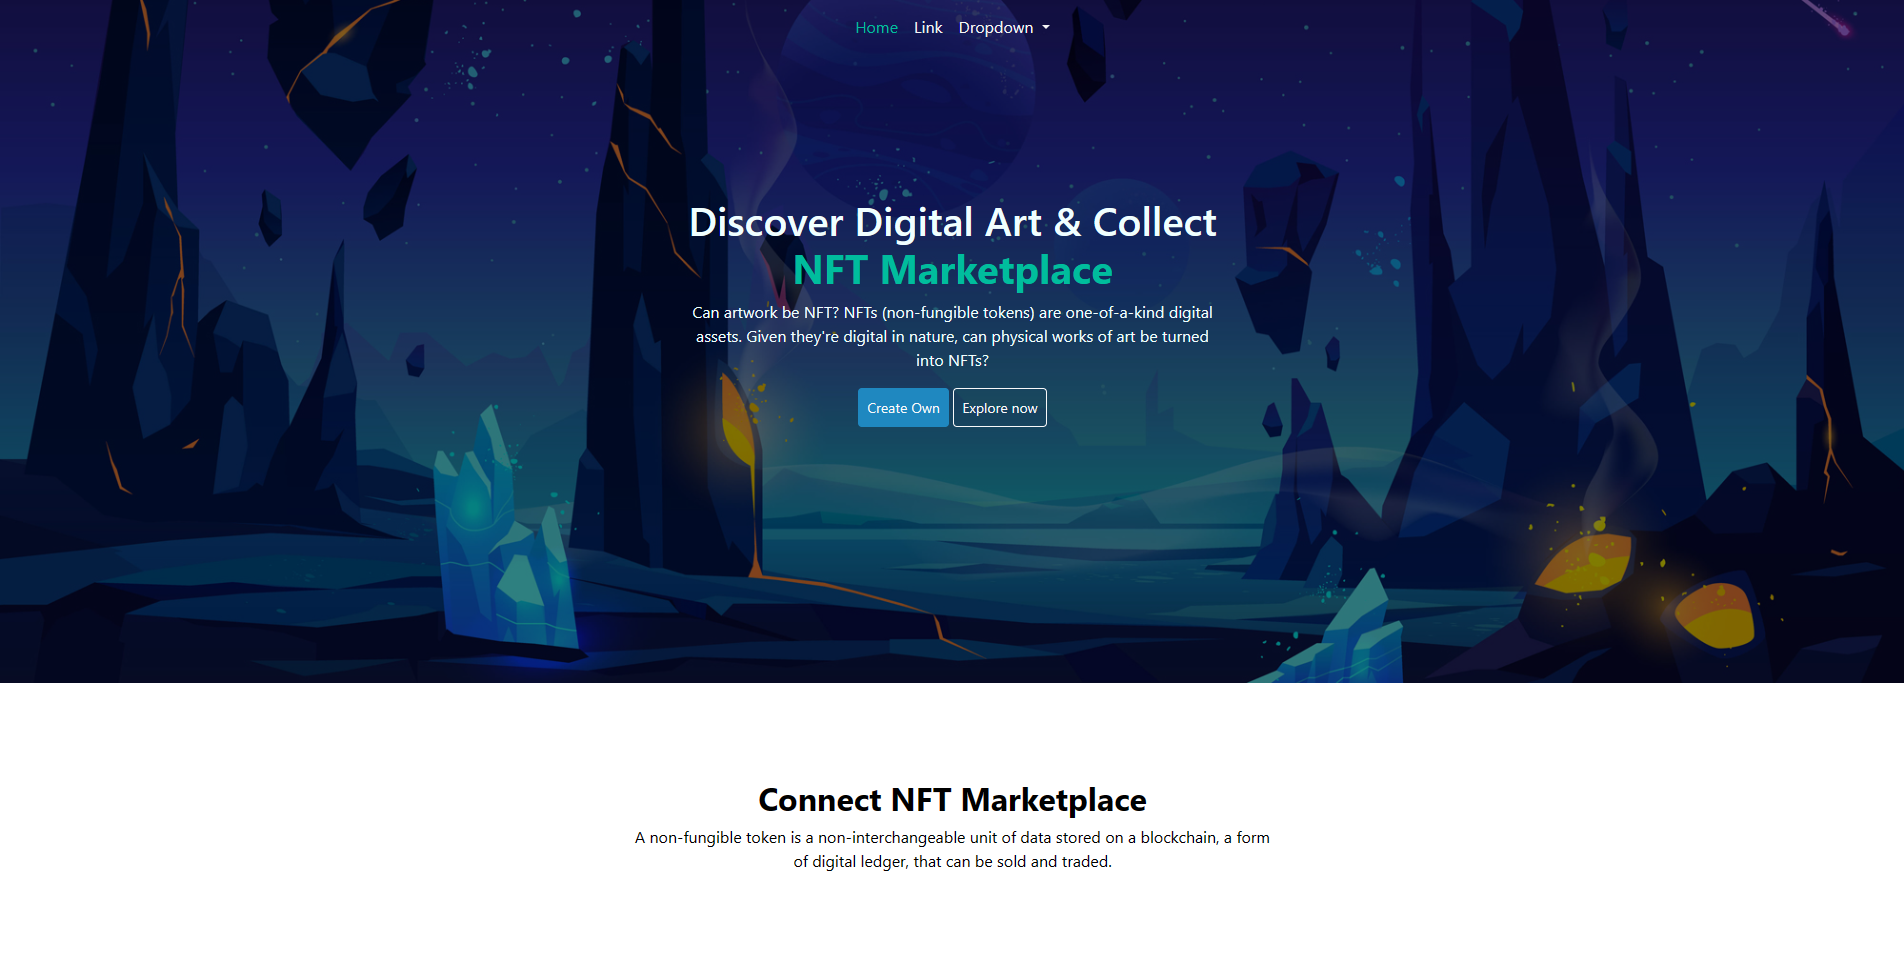 Home Link Dropdown
Discover Digital Art & Collect
NFT Marketplace
Can artwork be NFT? NFTs (non-fungible tokens) are one-of-a-kind digital
assets. Given they're digital in nature, can physical works of art be turned
into NFTs?
Create Own Explore now
Connect NFT Marketplace
A non-fungible token is a non-interchangeable unit of data stored on a blockchain, a form
of digital ledger, that can be sold and traded.